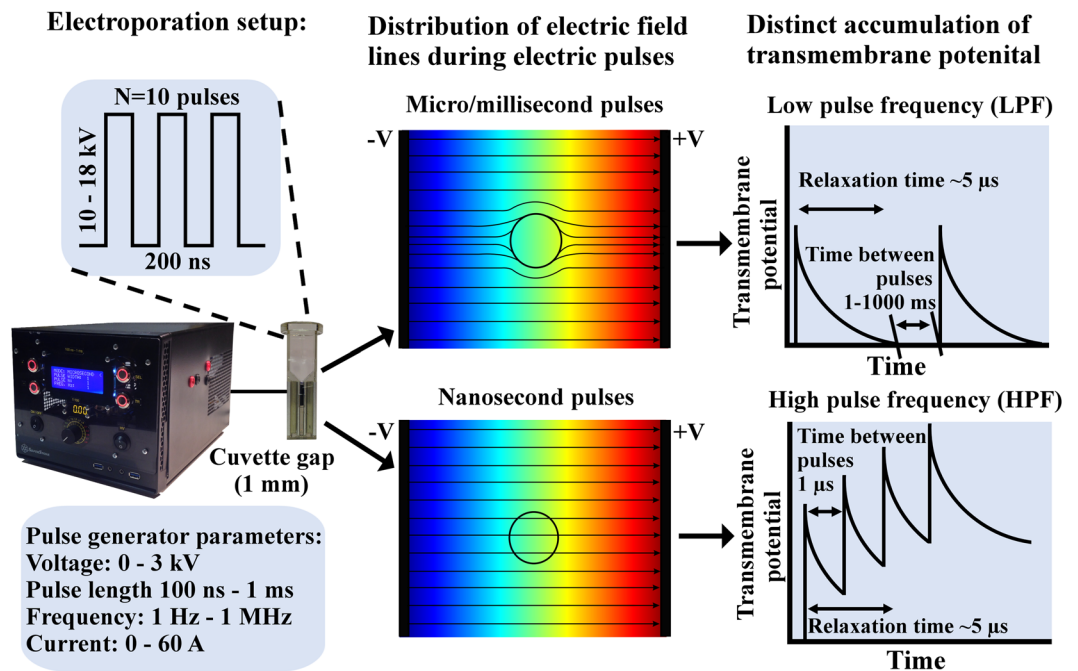 Electroporation setup:
N=10 pulses
10 - 18 kV
200 ns
Cuvette gap
(1 mm)
Pulse generator parameters:
Voltage: 0 - 3 kV
Pulse length 100 ns - 1 ms
Frequency: 1 Hz - 1 MHz
Current: 0 - 60 A
Distribution of electric field
lines during electric pulses
Micro/millisecond pulses
-V
+V
Nanosecond pulses
-V
+V
Distinct accumulation of
transmembrane potenital
Low pulse frequency (LPF)
Transmembrane
potential
Relaxation time ~5 µs
Time between
pulses
1-1000 ms
Time
High pulse frequency (HPF)
Transmembrane
potential
Time between
pulses
1 µs
Relaxation time ~5 µs
Time